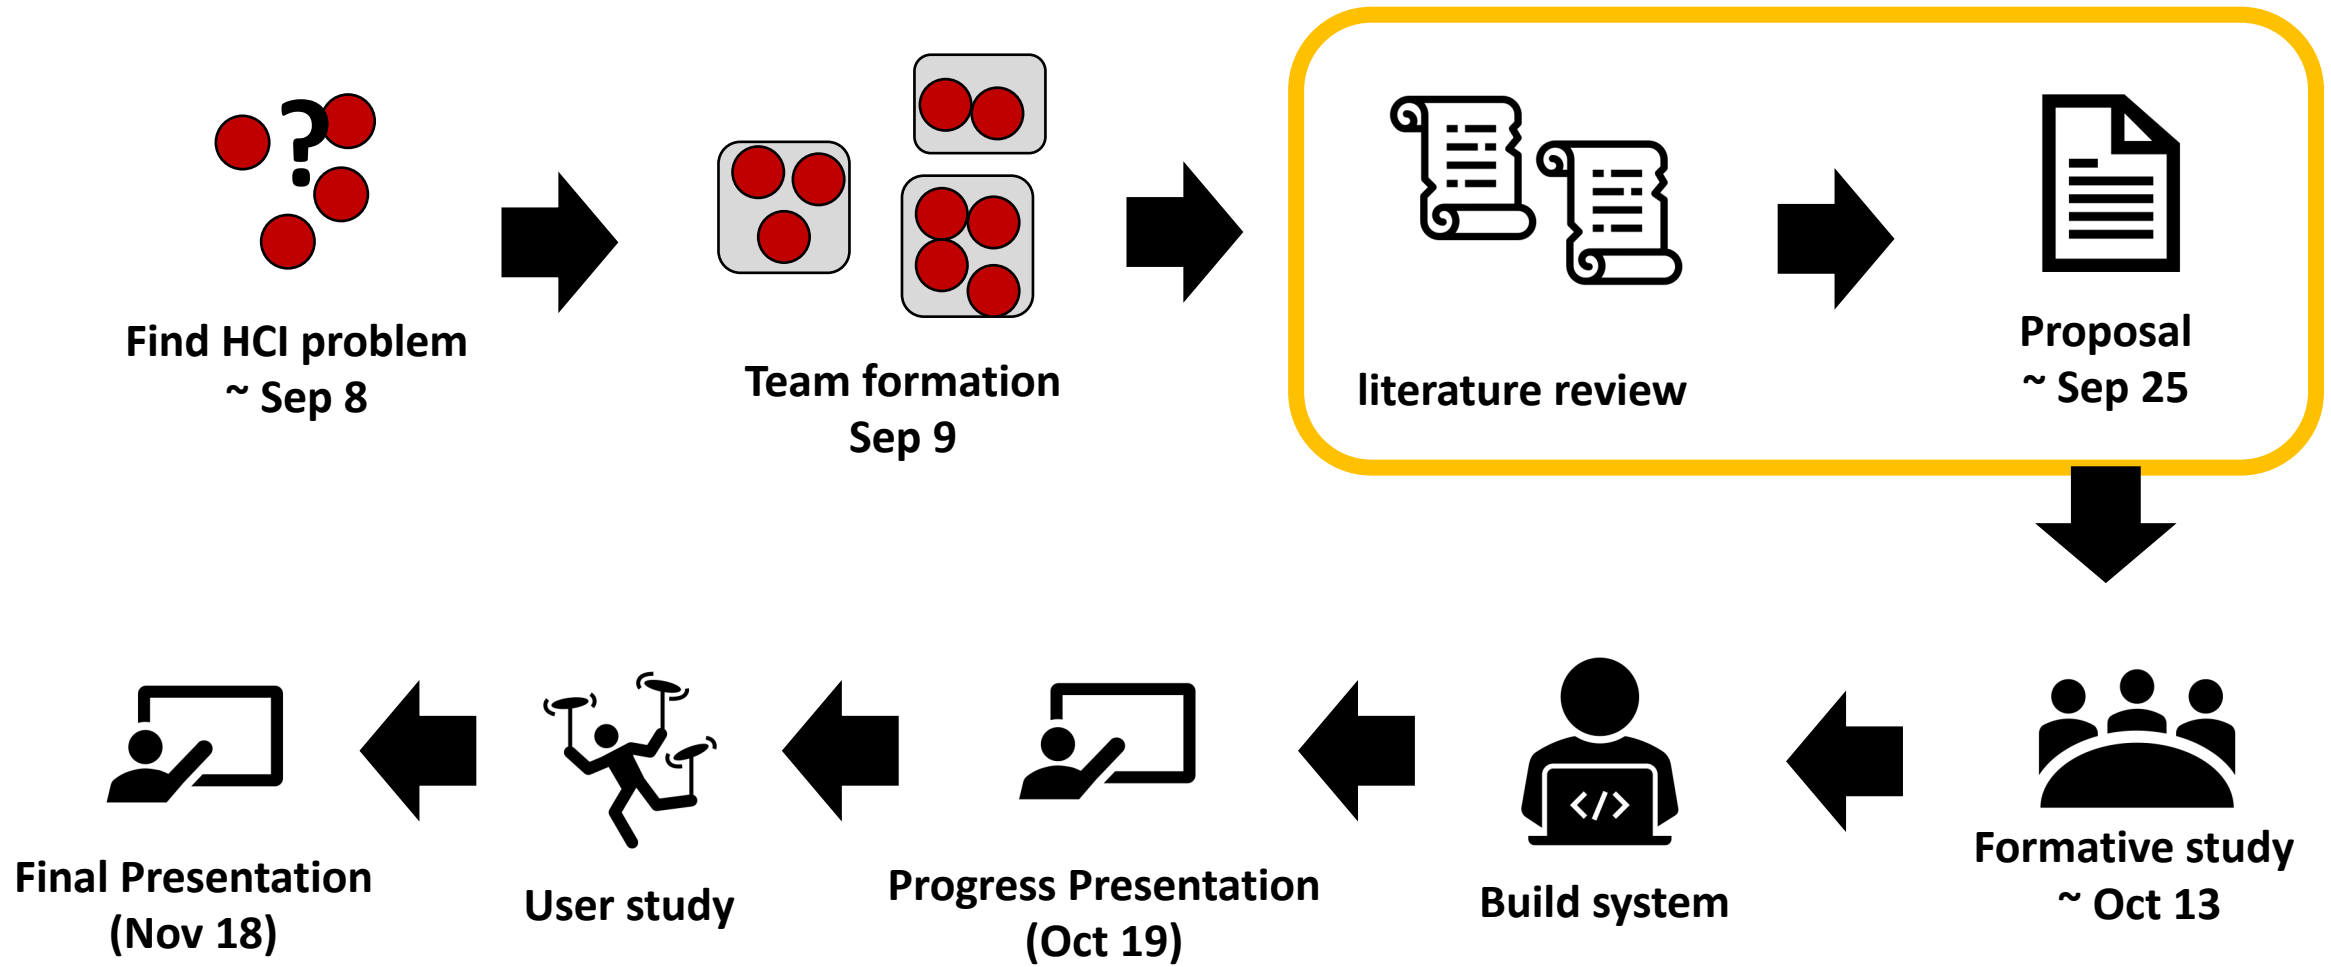 ?
Find HCI problem
~ Sep 8
Team formation
Sep 9
literature review
Proposal
~ Sep 25
Formative study
~ Oct 13
</>
Build system
Progress Presentation
(Oct 19)
User study
Final Presentation
(Nov 18)